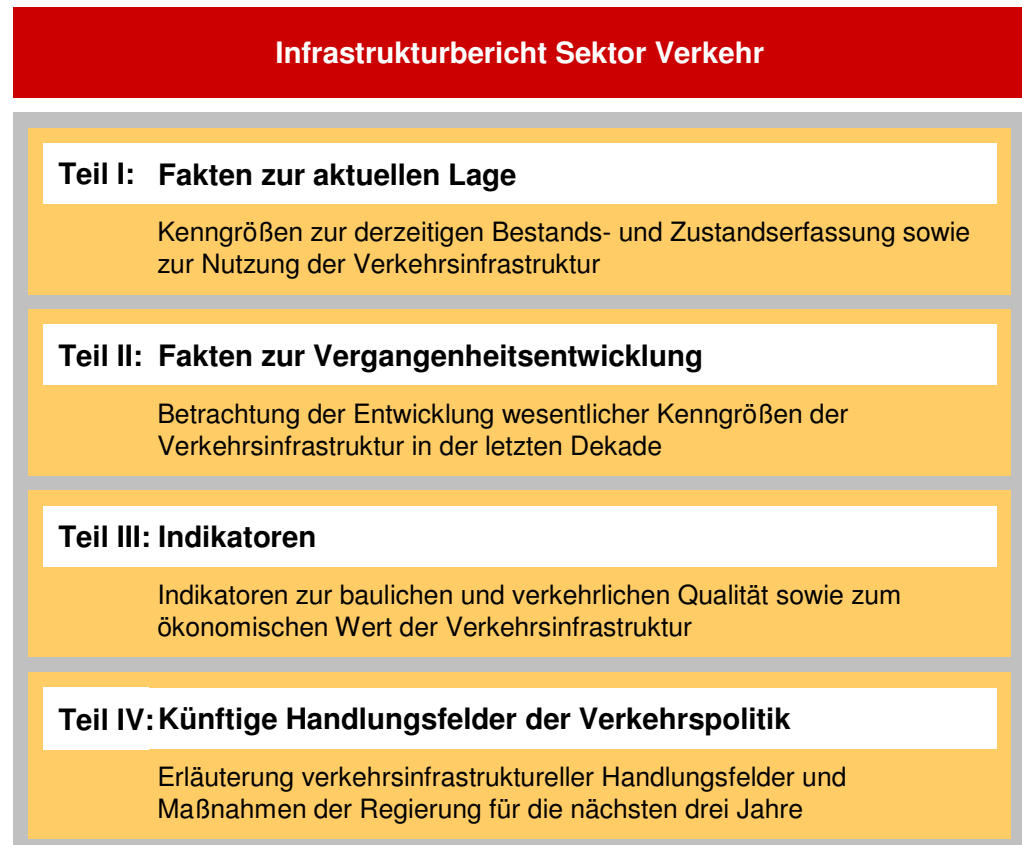 Infrastrukturbericht Sektor Verkehr
Teil I: Fakten zur aktuellen Lage
Kenngrößen zur derzeitigen Bestands- und Zustandserfassung sowie
zur Nutzung der Verkehrsinfrastruktur
Teil II: Fakten zur Vergangenheitsentwicklung
Betrachtung der Entwicklung wesentlicher Kenngrößen der
Verkehrsinfrastruktur in der letzten Dekade
Teil III: Indikatoren
Indikatoren zur baulichen und verkehrlichen Qualität sowie zum
ökonomischen Wert der Verkehrsinfrastruktur
Teil IV: Künftige Handlungsfelder der Verkehrspolitik
Erläuterung verkehrsinfrastruktureller Handlungsfelder und
Maßnahmen der Regierung für die nächsten drei Jahre